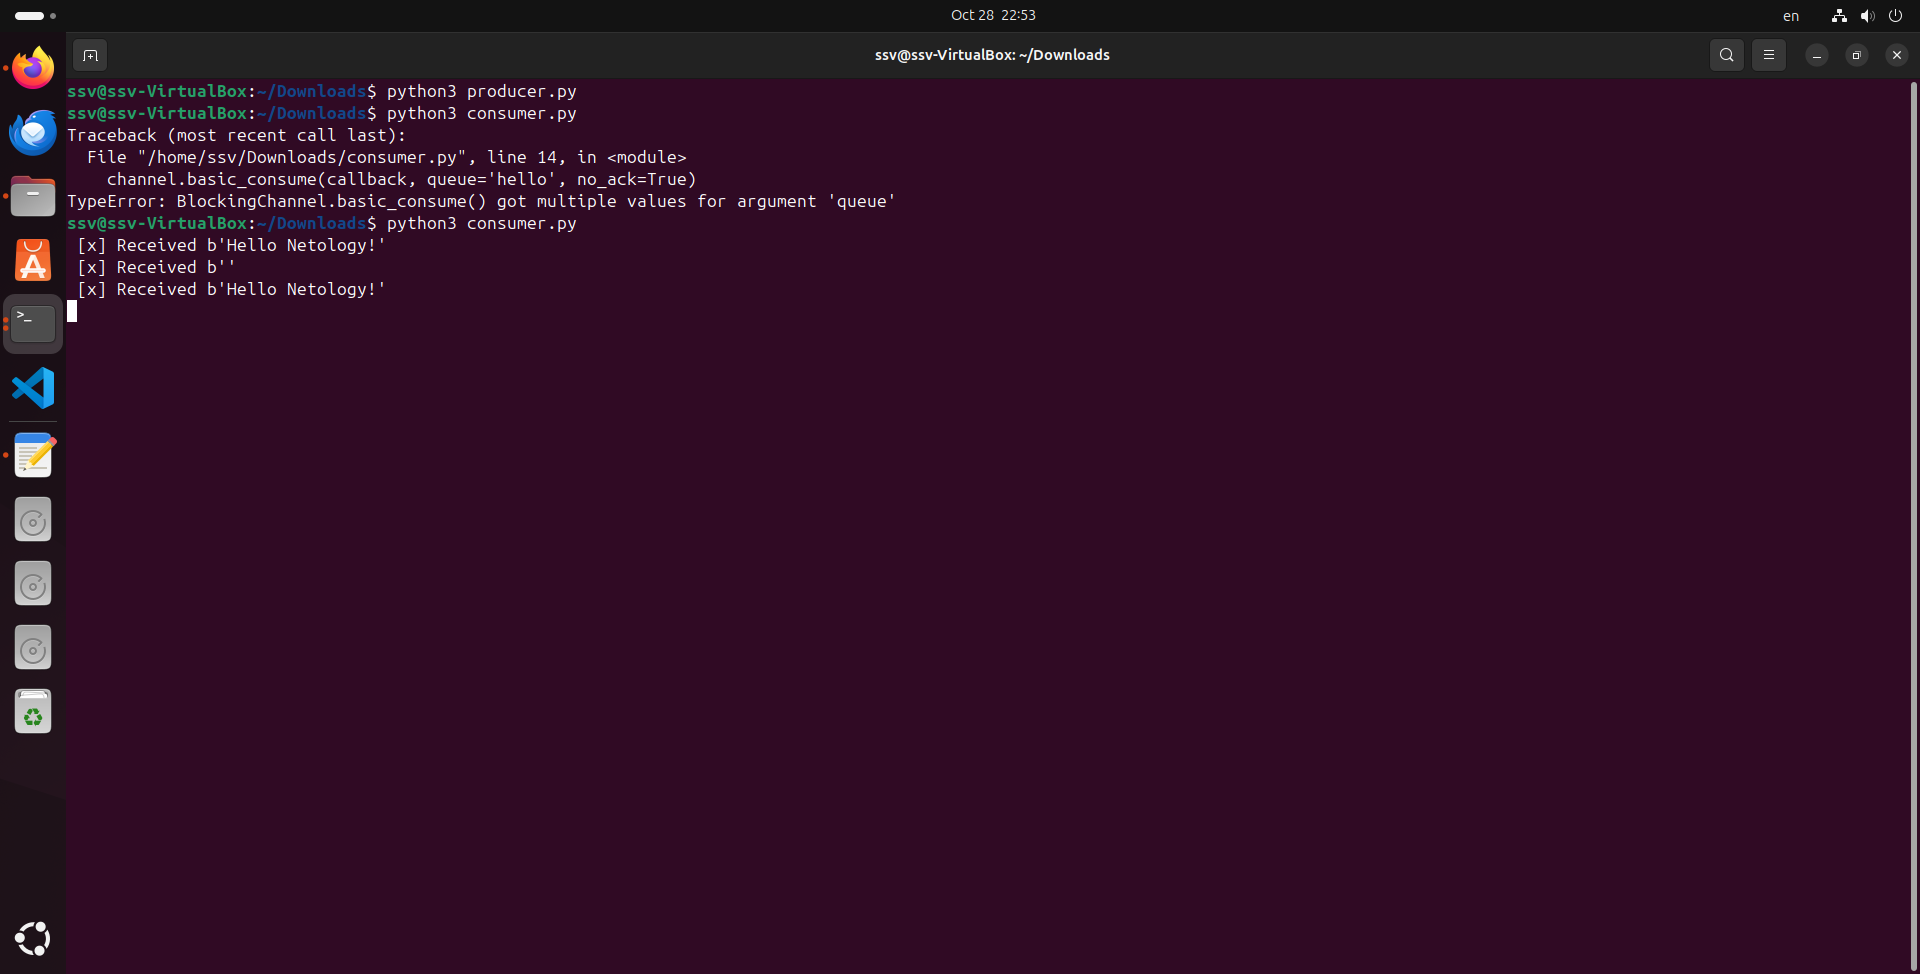 Oct 28 22:53
en
ssv@ssv-VirtualBox: ~/Downloads
ssv@ssv-VirtualBox:~/Downloads$ python3 producer.py
ssv@ssv-VirtualBox:~/Downloads$ python3 consumer.py
Traceback (most recent call last):
  File "/home/ssv/Downloads/consumer.py", line 14, in <module>
    channel.basic_consume(callback, queue='hello', no_ack=True)
TypeError: BlockingChannel.basic_consume() got multiple values for argument 'queue'
ssv@ssv-VirtualBox:~/Downloads$ python3 consumer.py
 [x] Received b'Hello Netology!'
 [x] Received b''
 [x] Received b'Hello Netology!'